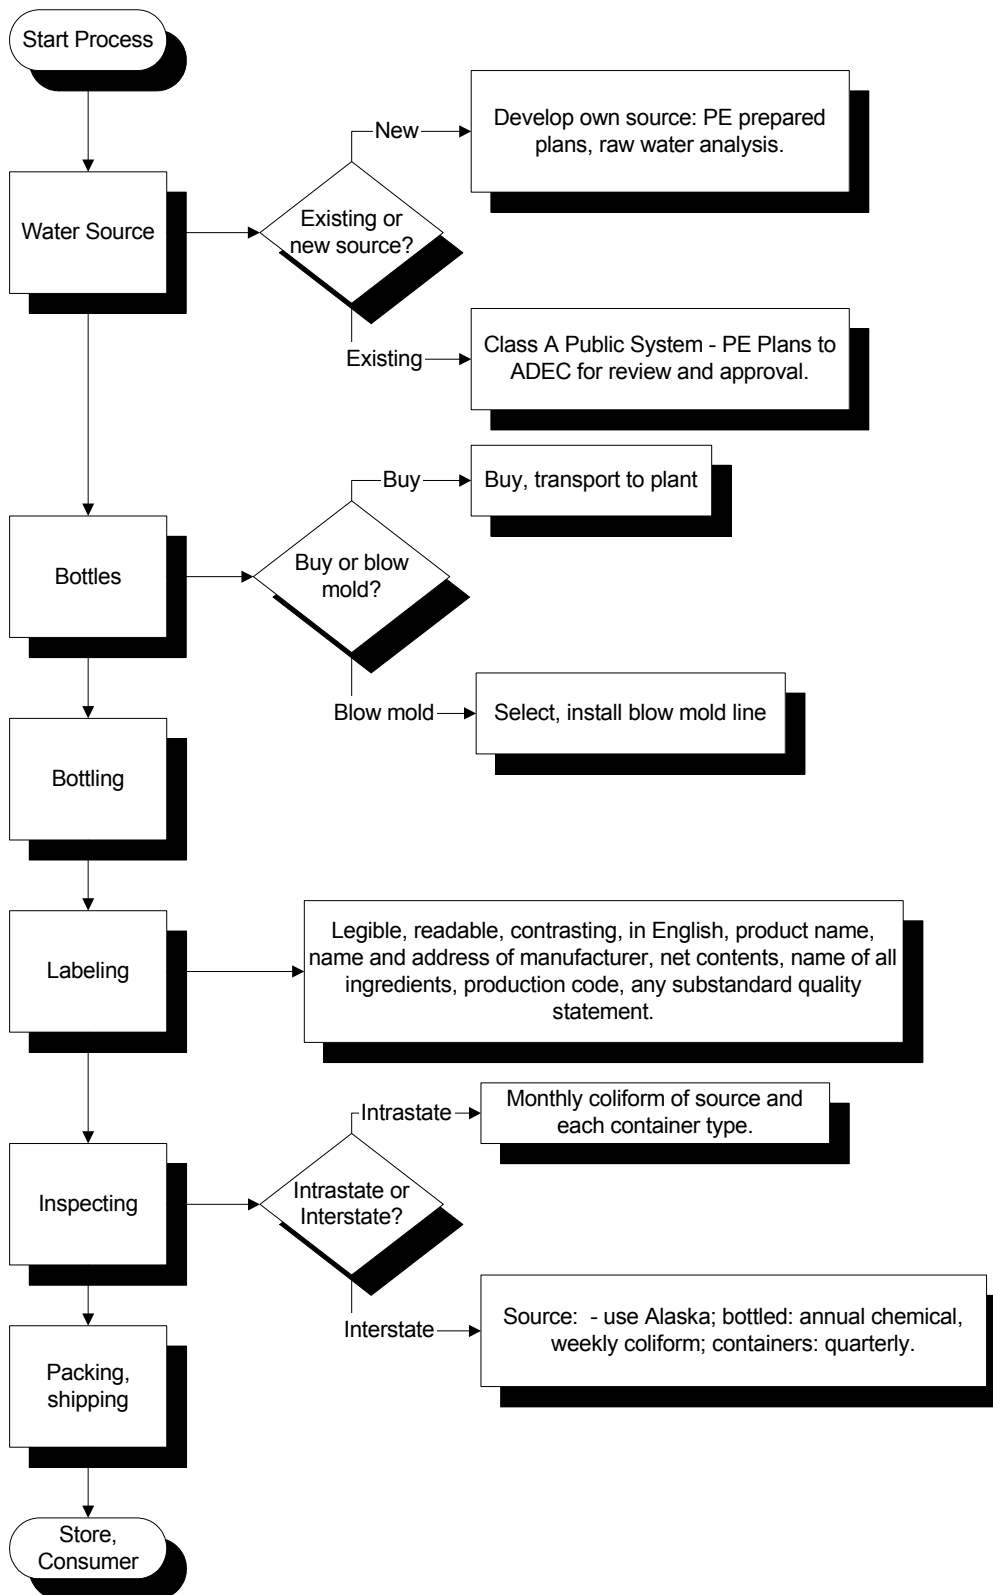 Start Process
New
Develop own source: PE prepared
plans, raw water analysis.
Water Source
Existing or
new source?
Existing
Class A Public System - PE Plans to
ADEC for review and approval.
Buy
Buy, transport to plant
Bottles
Buy or blow
mold?
Blow mold
Select, install blow mold line
Bottling
Labeling
Legible, readable, contrasting, in English, product name,
name and address of manufacturer, net contents, name of all
ingredients, production code, any substandard quality
statement.
Intrastate
Monthly coliform of source and
each container type.
Inspecting
Intrastate or
Interstate?
Interstate
Source:  - use Alaska; bottled: annual chemical,
weekly coliform; containers: quarterly.
Packing,
shipping
Store,
Consumer